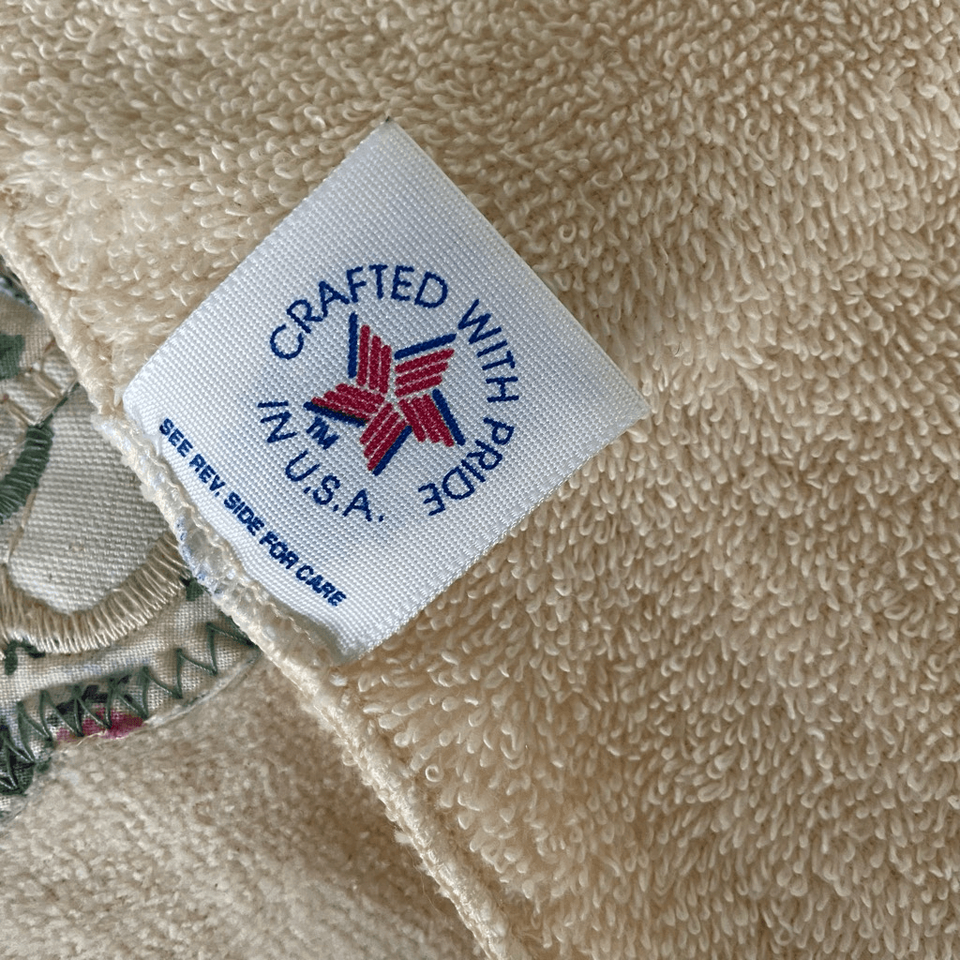 CRAFTED WITH PRIDE
IN U.S.A.
TM
SEE REV. SIDE FOR CARE